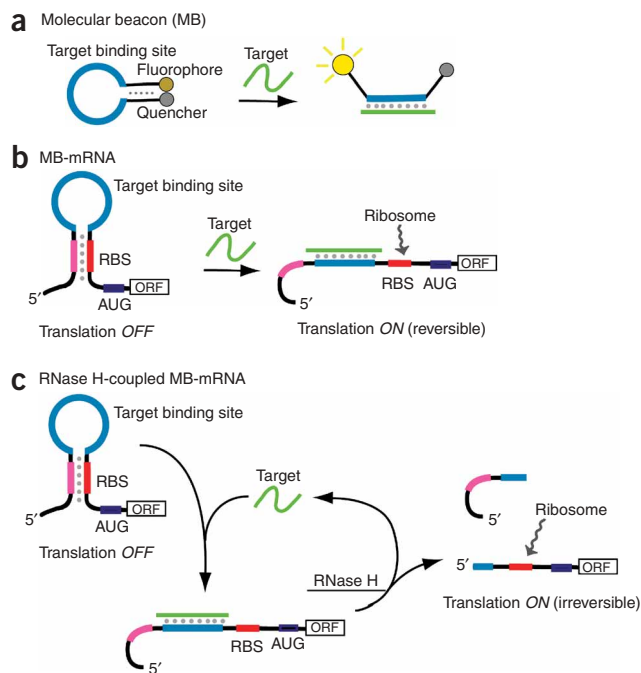 a Molecular beacon (MB)
Target binding site
Fluorophore
Quencher
Target
b MB-mRNA
Target binding site
RBS
5′
AUG
ORF
Translation OFF
Target
Ribosome
5′
RBS
AUG
ORF
Translation ON (reversible)
c RNase H-coupled MB-mRNA
Target binding site
RBS
5′
AUG
ORF
Translation OFF
Target
RNase H
5′
RBS
AUG
ORF
5′
Ribosome
5′
ORF
Translation ON (irreversible)